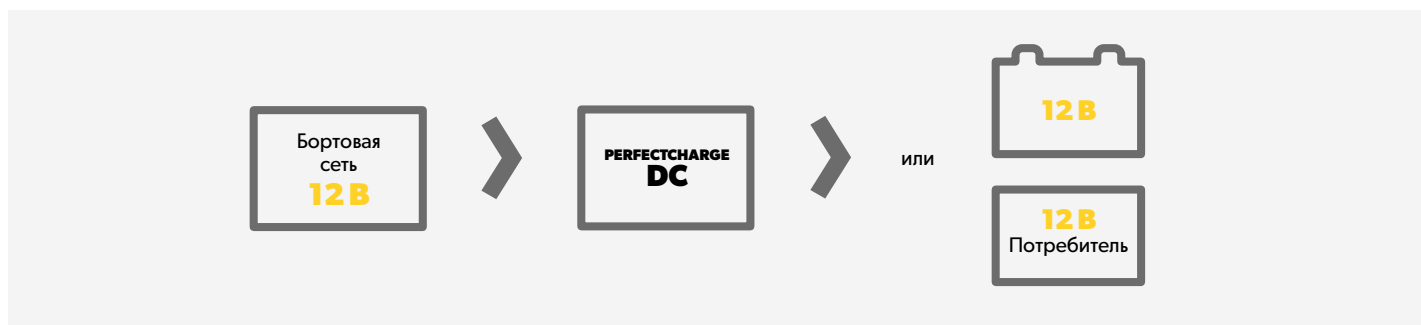 Бортовая
сеть
12 В
PERFECTCHARGE
DC
или
12 В
12 В
Потребитель